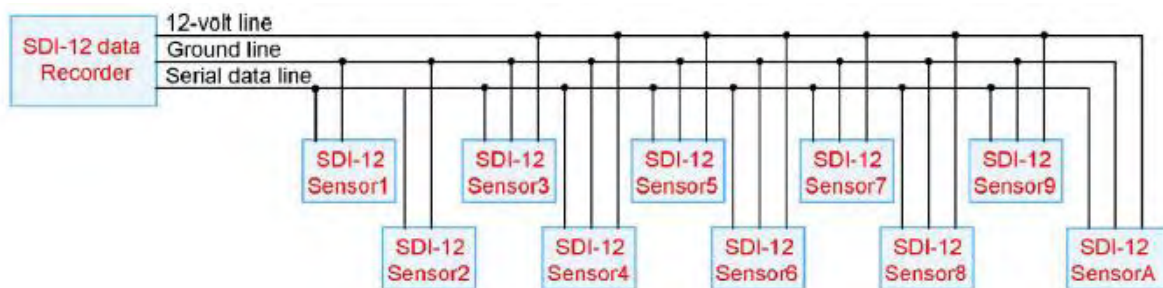 12-volt line
SDI-12 data
Recorder
Ground line
Serial data line
SDI-12
Sensor1
SDI-12
Sensor3
SDI-12
Sensor5
SDI-12
Sensor7
SDI-12
Sensor9
SDI-12
Sensor2
SDI-12
Sensor4
SDI-12
Sensor6
SDI-12
Sensor8
SDI-12
SensorA